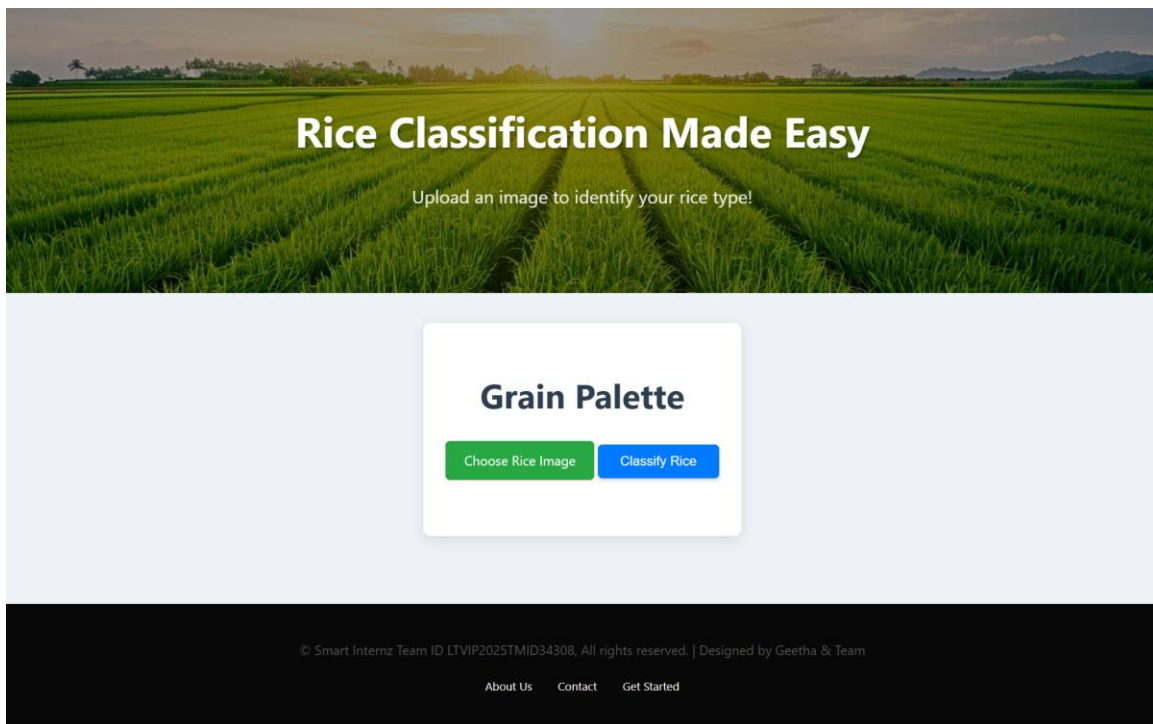 Rice Classification Made Easy
Upload an image to identify your rice type!
Grain Palette
Choose Rice Image
Classify Rice
© Smart Internz Team ID LTVIP2025TMID34308, All rights reserved. | Designed by Geetha & Team
About Us
Contact
Get Started